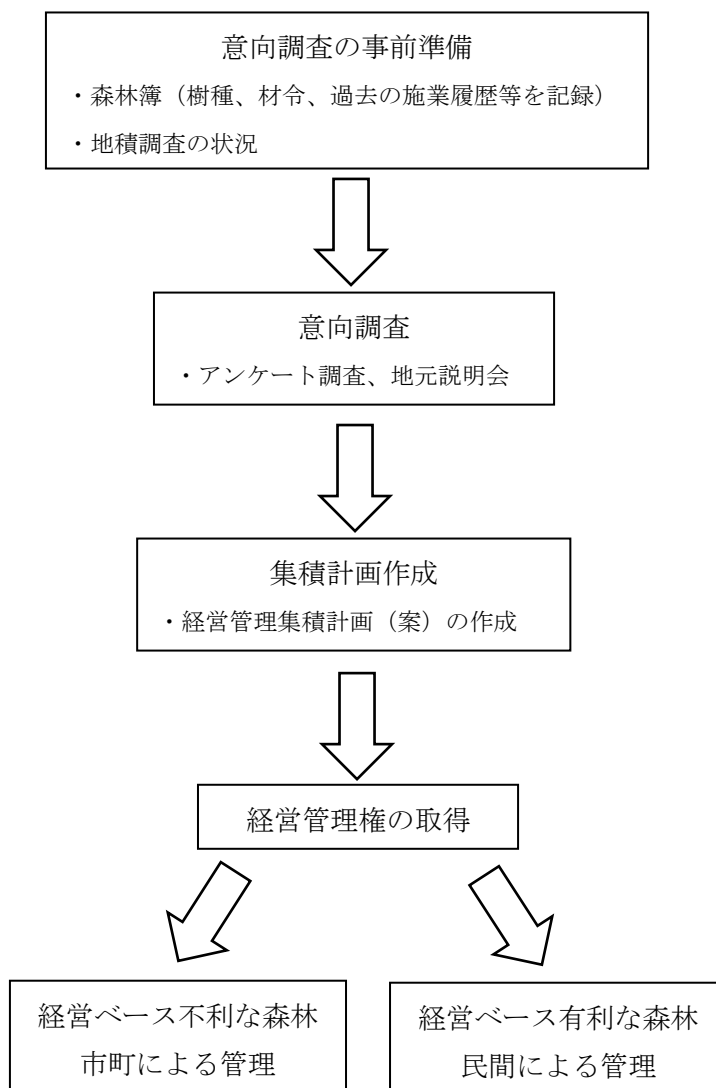 意向調査の事前準備
・森林簿（樹種、材令、過去の施業履歴等を記録）
・地積調査の状況
意向調査
・アンケート調査、地元説明会
集積計画作成
・経営管理集積計画（案）の作成
経営管理権の取得
経営ベース不利な森林
市町による管理
経営ベース有利な森林
民間による管理